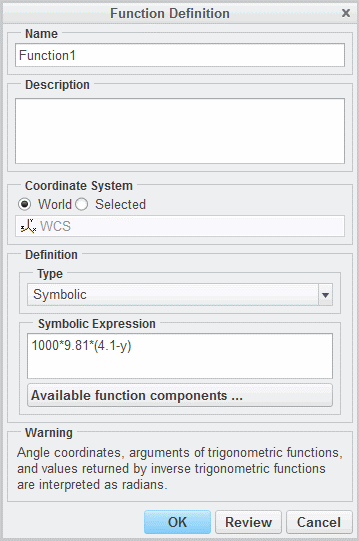 Function Definition x
Name
Function1
Description
Coordinate System
World Selected
WCS
Definition
Type
Symbolic
Symbolic Expression
1000*9.81*(4.1-y)
Available function components ...
Warning
Angle coordinates, arguments of trigonometric functions,
and values returned by inverse trigonometric functions
are interpreted as radians.
OK Review Cancel